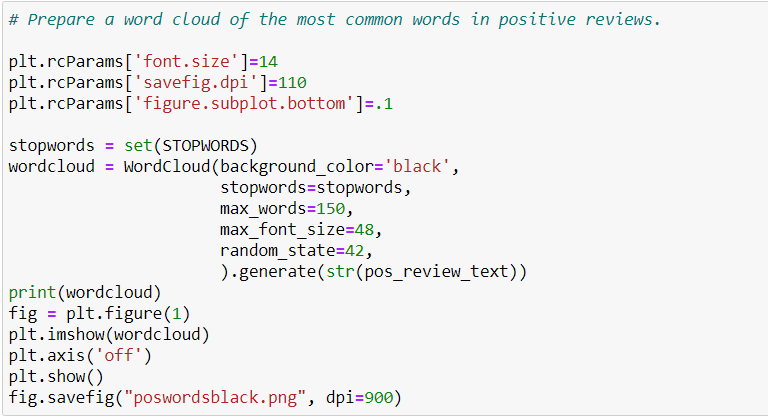 # Prepare a word cloud of the most common words in positive reviews.
plt.rcParams['font.size']=14
plt.rcParams['savefig.dpi']=110
plt.rcParams['figure.subplot.bottom']=.1
stopwords = set(STOPWORDS)
wordcloud = WordCloud(background_color='black',
stopwords=stopwords,
max_words=150,
max_font_size=48,
random_state=42,
).generate(str(pos_review_text))
print(wordcloud)
fig = plt.figure(1)
plt.imshow(wordcloud)
plt.axis('off')
plt.show()
fig.savefig("poswordsblack.png", dpi=900)